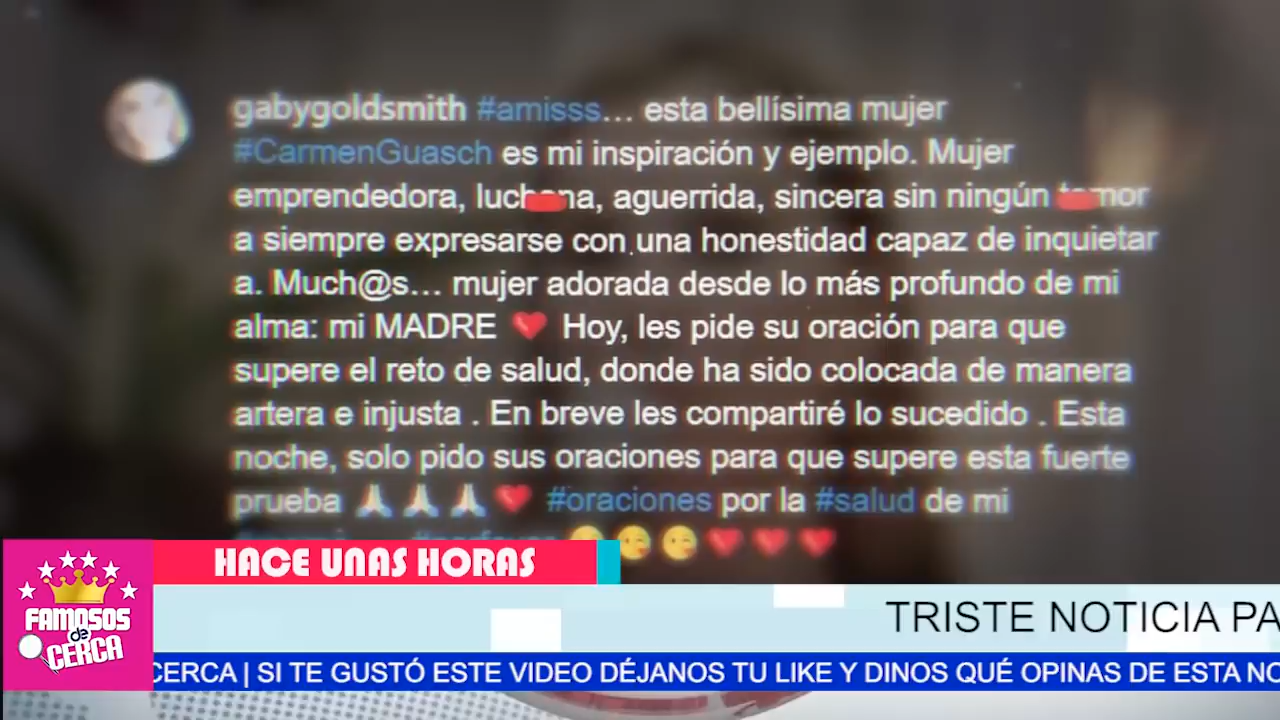 gabygoldsmith #amisss... esta bellísima mujer
#CarmenGuasch es mi inspiración y ejemplo. Mujer
emprendedora, luchona, aguerrida, sincera sin ningún temor
a siempre expresarse con una honestidad capaz de inquietar
a. Much@s... mujer adorada desde lo más profundo de mi
alma: mi MADRE ❤️ Hoy, les pide su oración para que
supere el reto de salud, donde ha sido colocada de manera
artera e injusta . En breve les compartiré lo sucedido . Esta
noche, solo pido sus oraciones para que supere esta fuerte
prueba 🙏🙏🙏❤️ #oraciones por la #salud de mi
😘😘😘❤️❤️❤️
HACE UNAS HORAS
FAMOSOS
de
CERCA
TRISTE NOTICIA PA
CERCA | SI TE GUSTÓ ESTE VIDEO DÉJANOS TU LIKE Y DINOS QUÉ OPINAS DE ESTA NO